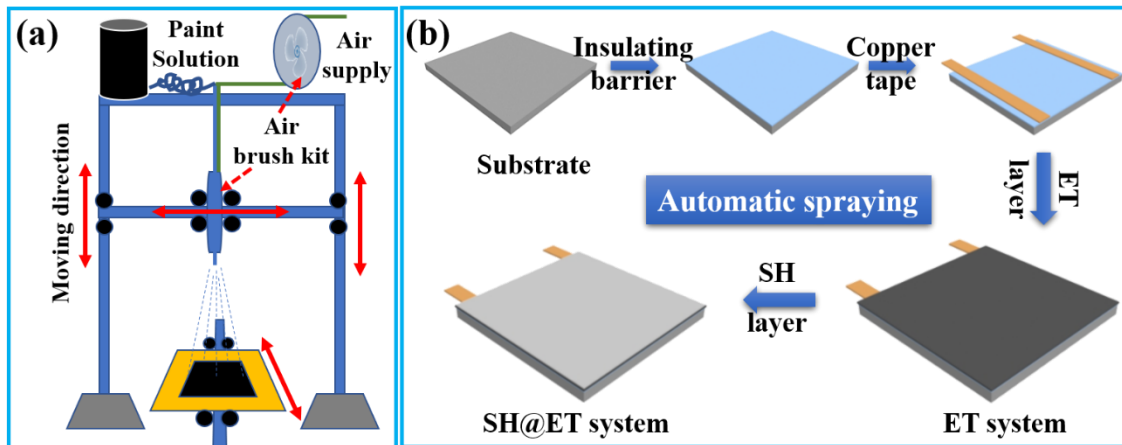 (a)
Paint
Solution
Air
supply
Air
brush kit
Moving direction
(b)
Insulating
barrier
Copper
tape
Substrate
ET
layer
Automatic spraying
SH
layer
SH@ET system
ET system